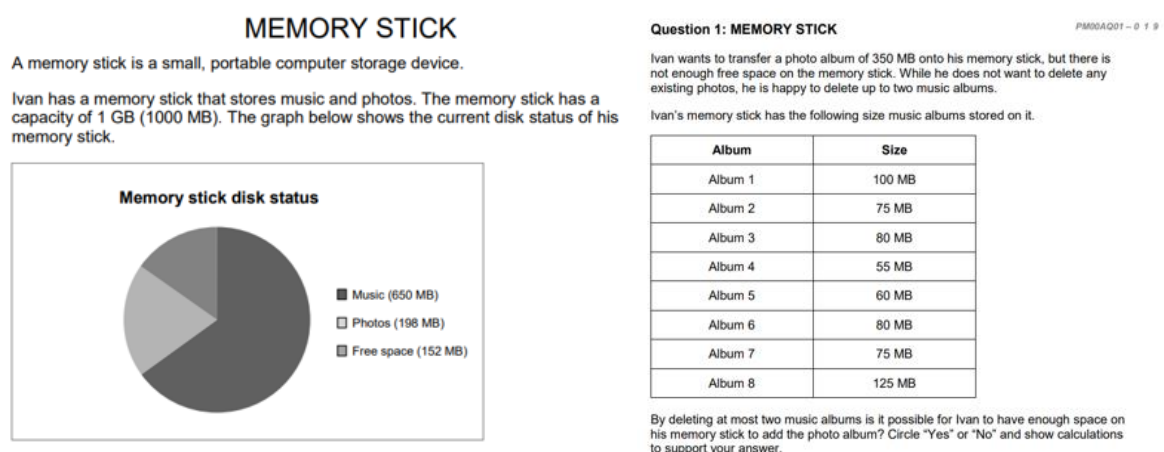 MEMORY STICK
A memory stick is a small, portable computer storage device.
Ivan has a memory stick that stores music and photos. The memory stick has a
capacity of 1 GB (1000 MB). The graph below shows the current disk status of his
memory stick.
Memory stick disk status
Music (650 MB)
Photos (198 MB)
Free space (152 MB)
Question 1: MEMORY STICK
PM00AQ01 – 0 1 9
Ivan wants to transfer a photo album of 350 MB onto his memory stick, but there is
not enough free space on the memory stick. While he does not want to delete any
existing photos, he is happy to delete up to two music albums.
Ivan's memory stick has the following size music albums stored on it.
Album Size
Album 1 100 MB
Album 2 75 MB
Album 3 80 MB
Album 4 55 MB
Album 5 60 MB
Album 6 80 MB
Album 7 75 MB
Album 8 125 MB
By deleting at most two music albums is it possible for Ivan to have enough space on
his memory stick to add the photo album? Circle "Yes" or "No" and show calculations
to support your answer.